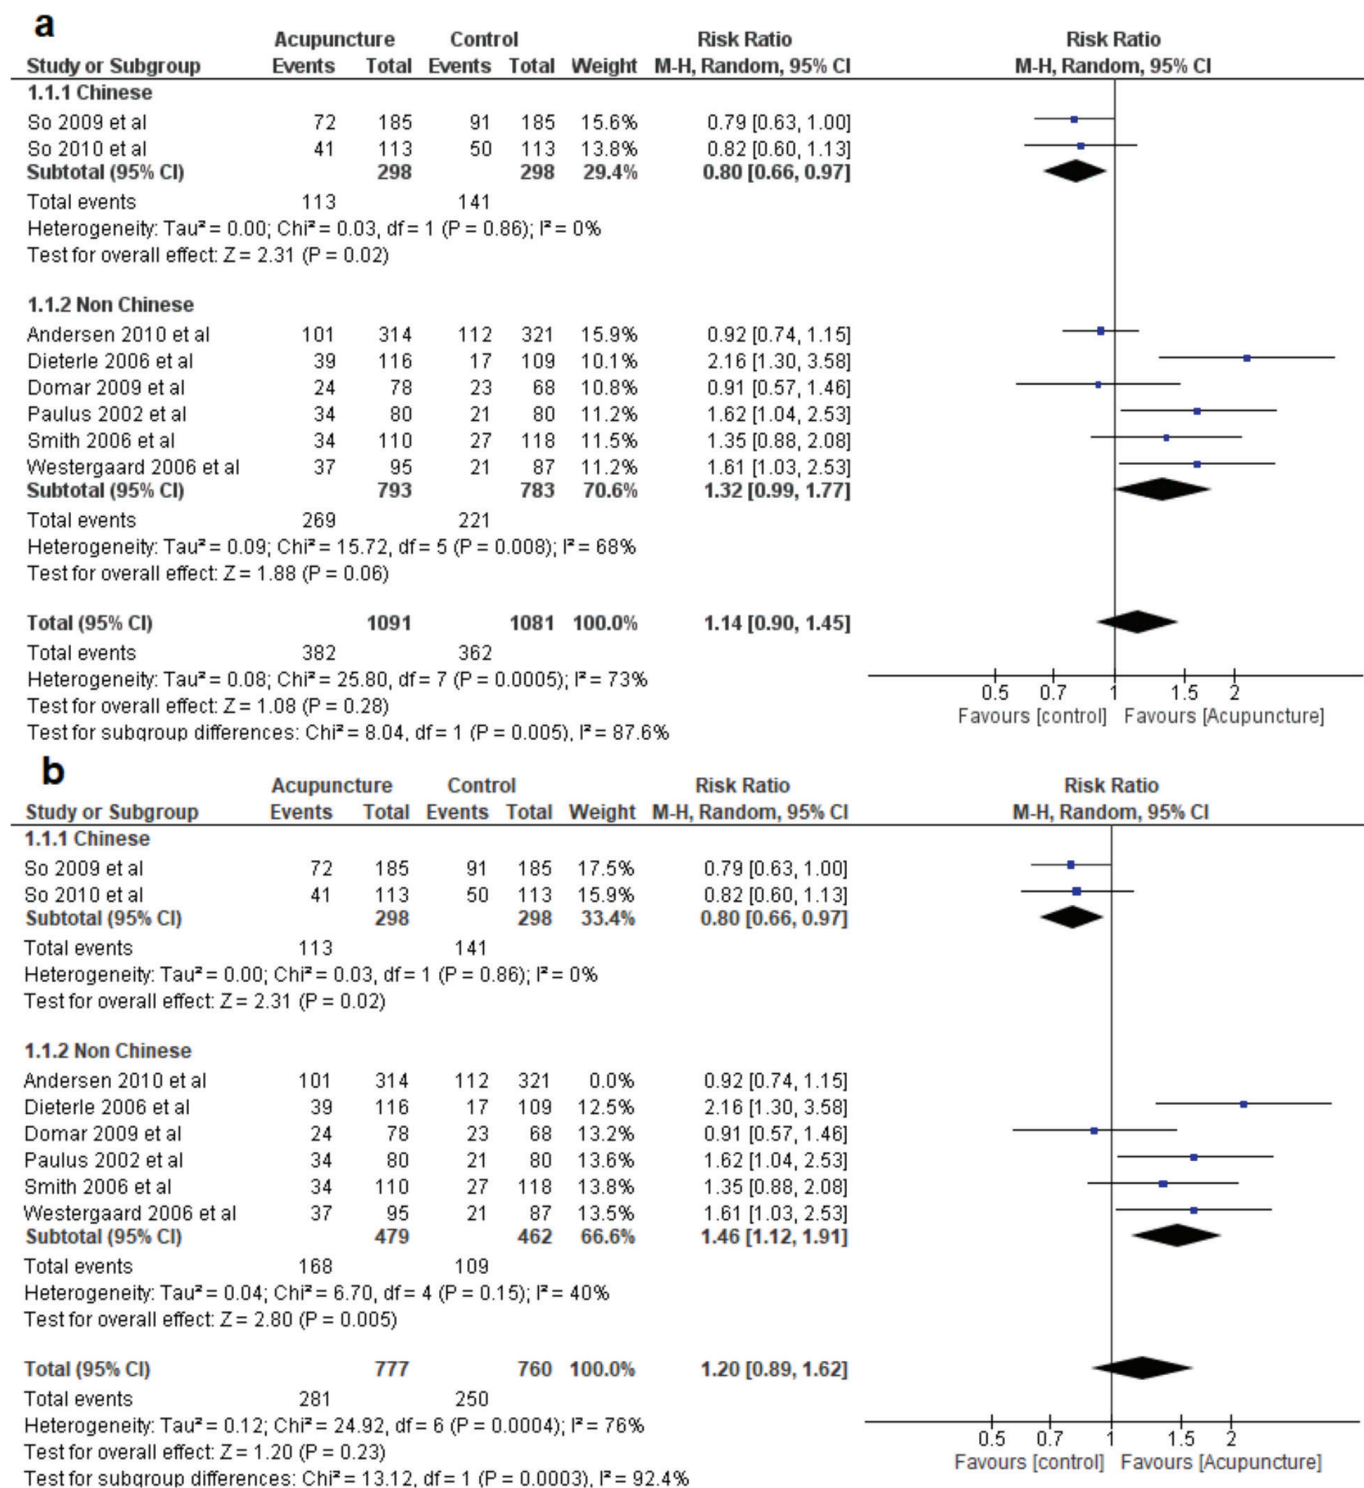 a
Acupuncture Control Risk Ratio Risk Ratio
Study or Subgroup Events Total Events Total Weight M-H, Random, 95% CI M-H, Random, 95% CI
1.1.1 Chinese
So 2009 et al 72 185 91 185 15.6% 0.79 [0.63, 1.00]
So 2010 et al 41 113 50 113 13.8% 0.82 [0.60, 1.13]
Subtotal (95% CI) 298 298 29.4% 0.80 [0.66, 0.97]
Total events 113 141
Heterogeneity: Tau² = 0.00; Chi² = 0.03, df = 1 (P = 0.86); I² = 0%
Test for overall effect: Z = 2.31 (P = 0.02)
1.1.2 Non Chinese
Andersen 2010 et al 101 314 112 321 15.9% 0.92 [0.74, 1.15]
Dieterle 2006 et al 39 116 17 109 10.1% 2.16 [1.30, 3.58]
Domar 2009 et al 24 78 23 68 10.8% 0.91 [0.57, 1.46]
Paulus 2002 et al 34 80 21 80 11.2% 1.62 [1.04, 2.53]
Smith 2006 et al 34 110 27 118 11.5% 1.35 [0.88, 2.08]
Westergaard 2006 et al 37 95 21 87 11.2% 1.61 [1.03, 2.53]
Subtotal (95% CI) 793 783 70.6% 1.32 [0.99, 1.77]
Total events 269 221
Heterogeneity: Tau² = 0.09; Chi² = 15.72, df = 5 (P = 0.008); I² = 68%
Test for overall effect: Z = 1.88 (P = 0.06)
Total (95% CI) 1091 1081 100.0% 1.14 [0.90, 1.45]
Total events 382 362
Heterogeneity: Tau² = 0.08; Chi² = 25.80, df = 7 (P = 0.0005); I² = 73%
Test for overall effect: Z = 1.08 (P = 0.28)
Test for subgroup differences: Chi² = 8.04, df = 1 (P = 0.005), I² = 87.6%
0.5 0.7 1 1.5 2
Favours [control] Favours [Acupuncture]
b
Acupuncture Control Risk Ratio Risk Ratio
Study or Subgroup Events Total Events Total Weight M-H, Random, 95% CI M-H, Random, 95% CI
1.1.1 Chinese
So 2009 et al 72 185 91 185 17.5% 0.79 [0.63, 1.00]
So 2010 et al 41 113 50 113 15.9% 0.82 [0.60, 1.13]
Subtotal (95% CI) 298 298 33.4% 0.80 [0.66, 0.97]
Total events 113 141
Heterogeneity: Tau² = 0.00; Chi² = 0.03, df = 1 (P = 0.86); I² = 0%
Test for overall effect: Z = 2.31 (P = 0.02)
1.1.2 Non Chinese
Andersen 2010 et al 101 314 112 321 0.0% 0.92 [0.74, 1.15]
Dieterle 2006 et al 39 116 17 109 12.5% 2.16 [1.30, 3.58]
Domar 2009 et al 24 78 23 68 13.2% 0.91 [0.57, 1.46]
Paulus 2002 et al 34 80 21 80 13.6% 1.62 [1.04, 2.53]
Smith 2006 et al 34 110 27 118 13.8% 1.35 [0.88, 2.08]
Westergaard 2006 et al 37 95 21 87 13.5% 1.61 [1.03, 2.53]
Subtotal (95% CI) 479 462 66.6% 1.46 [1.12, 1.91]
Total events 168 109
Heterogeneity: Tau² = 0.04; Chi² = 6.70, df = 4 (P = 0.15); I² = 40%
Test for overall effect: Z = 2.80 (P = 0.005)
Total (95% CI) 777 760 100.0% 1.20 [0.89, 1.62]
Total events 281 250
Heterogeneity: Tau² = 0.12; Chi² = 24.92, df = 6 (P = 0.0004); I² = 76%
Test for overall effect: Z = 1.20 (P = 0.23)
Test for subgroup differences: Chi² = 13.12, df = 1 (P = 0.0003), I² = 92.4%
0.5 0.7 1 1.5 2
Favours [control] Favours [Acupuncture]